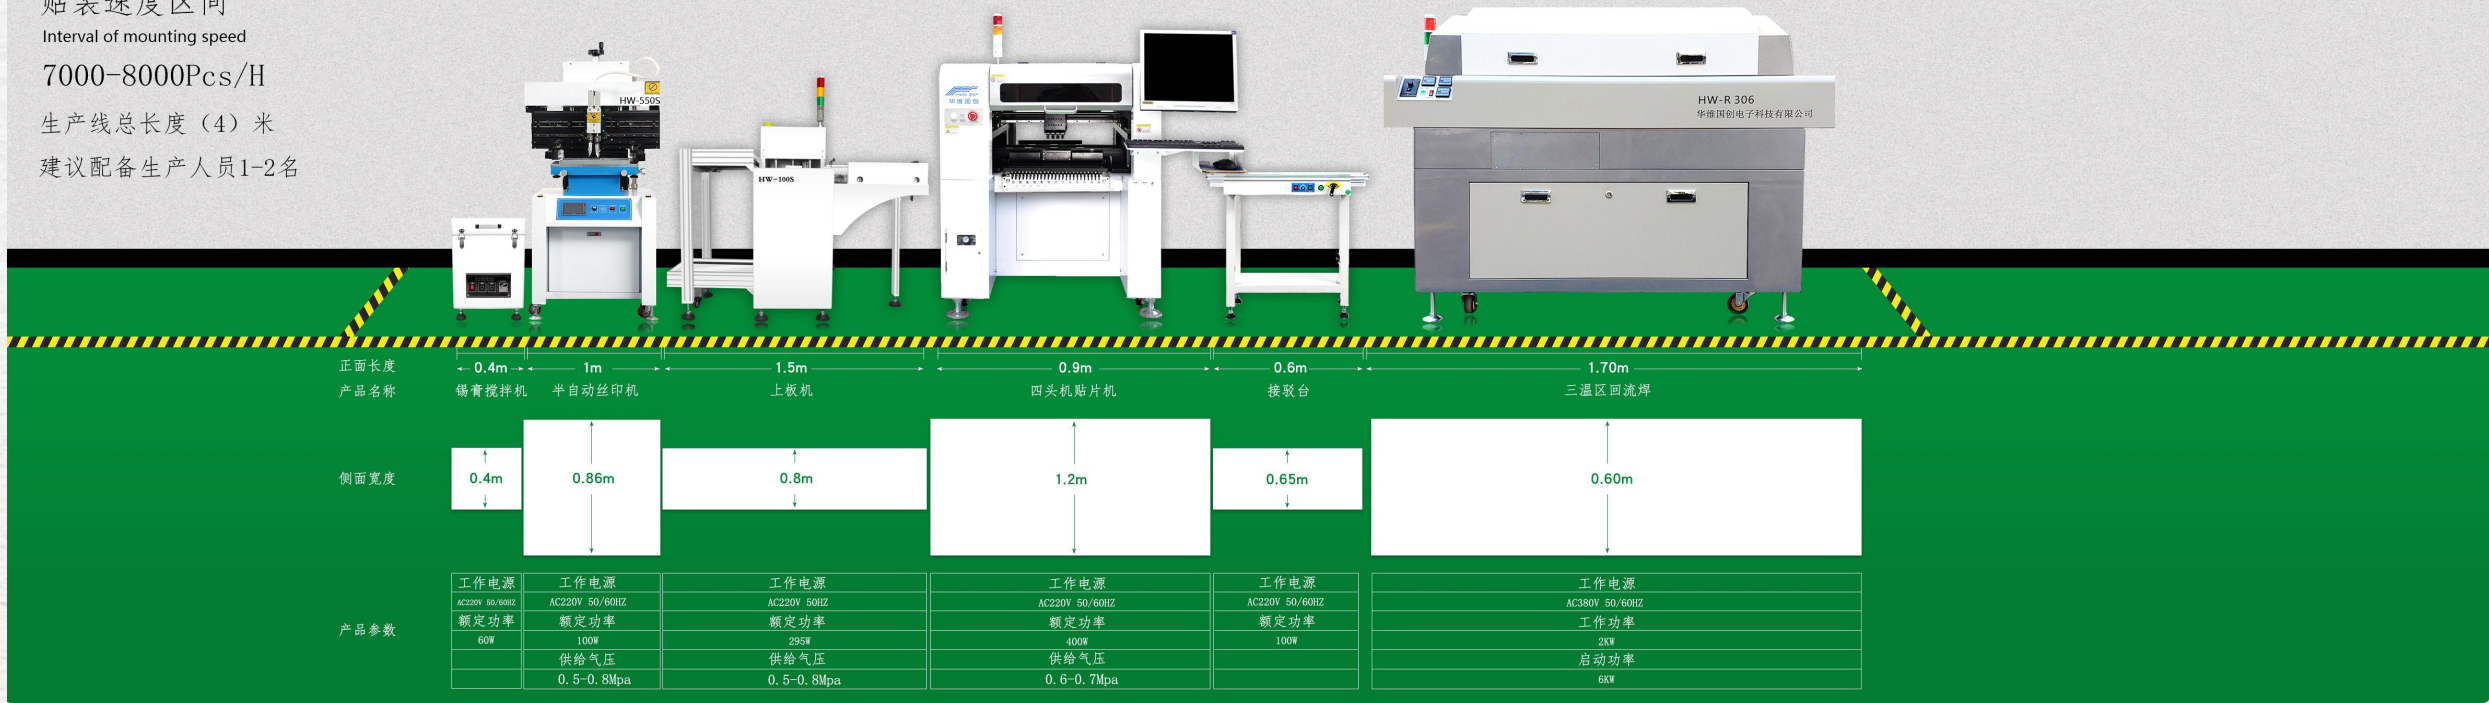 贴装速度区间
Interval of mounting speed
7000-8000Pcs/H
生产线总长度（4）米
建议配备生产人员1-2名
HW-550S
HW-100S
华维国创
HW-R 306
华维国创电子科技有限公司
正面长度 0.4m 1m 1.5m 0.9m 0.6m 1.70m
产品名称 锡膏搅拌机 半自动丝印机 上板机 四头机贴片机 接驳台 三温区回流焊
侧面宽度 0.4m 0.86m 0.8m 1.2m 0.65m 0.60m
产品参数
工作电源 工作电源 工作电源 工作电源 工作电源 工作电源
AC220V 50/60HZ AC220V 50/60HZ AC220V 50HZ AC220V 50/60HZ AC220V 50/60HZ AC380V 50/60HZ
额定功率 额定功率 额定功率 额定功率 额定功率 工作功率
60W 100W 295W 400W 100W 2KW
供给气压 供给气压 供给气压 启动功率
0.5-0.8Mpa 0.5-0.8Mpa 0.6-0.7Mpa 6KW